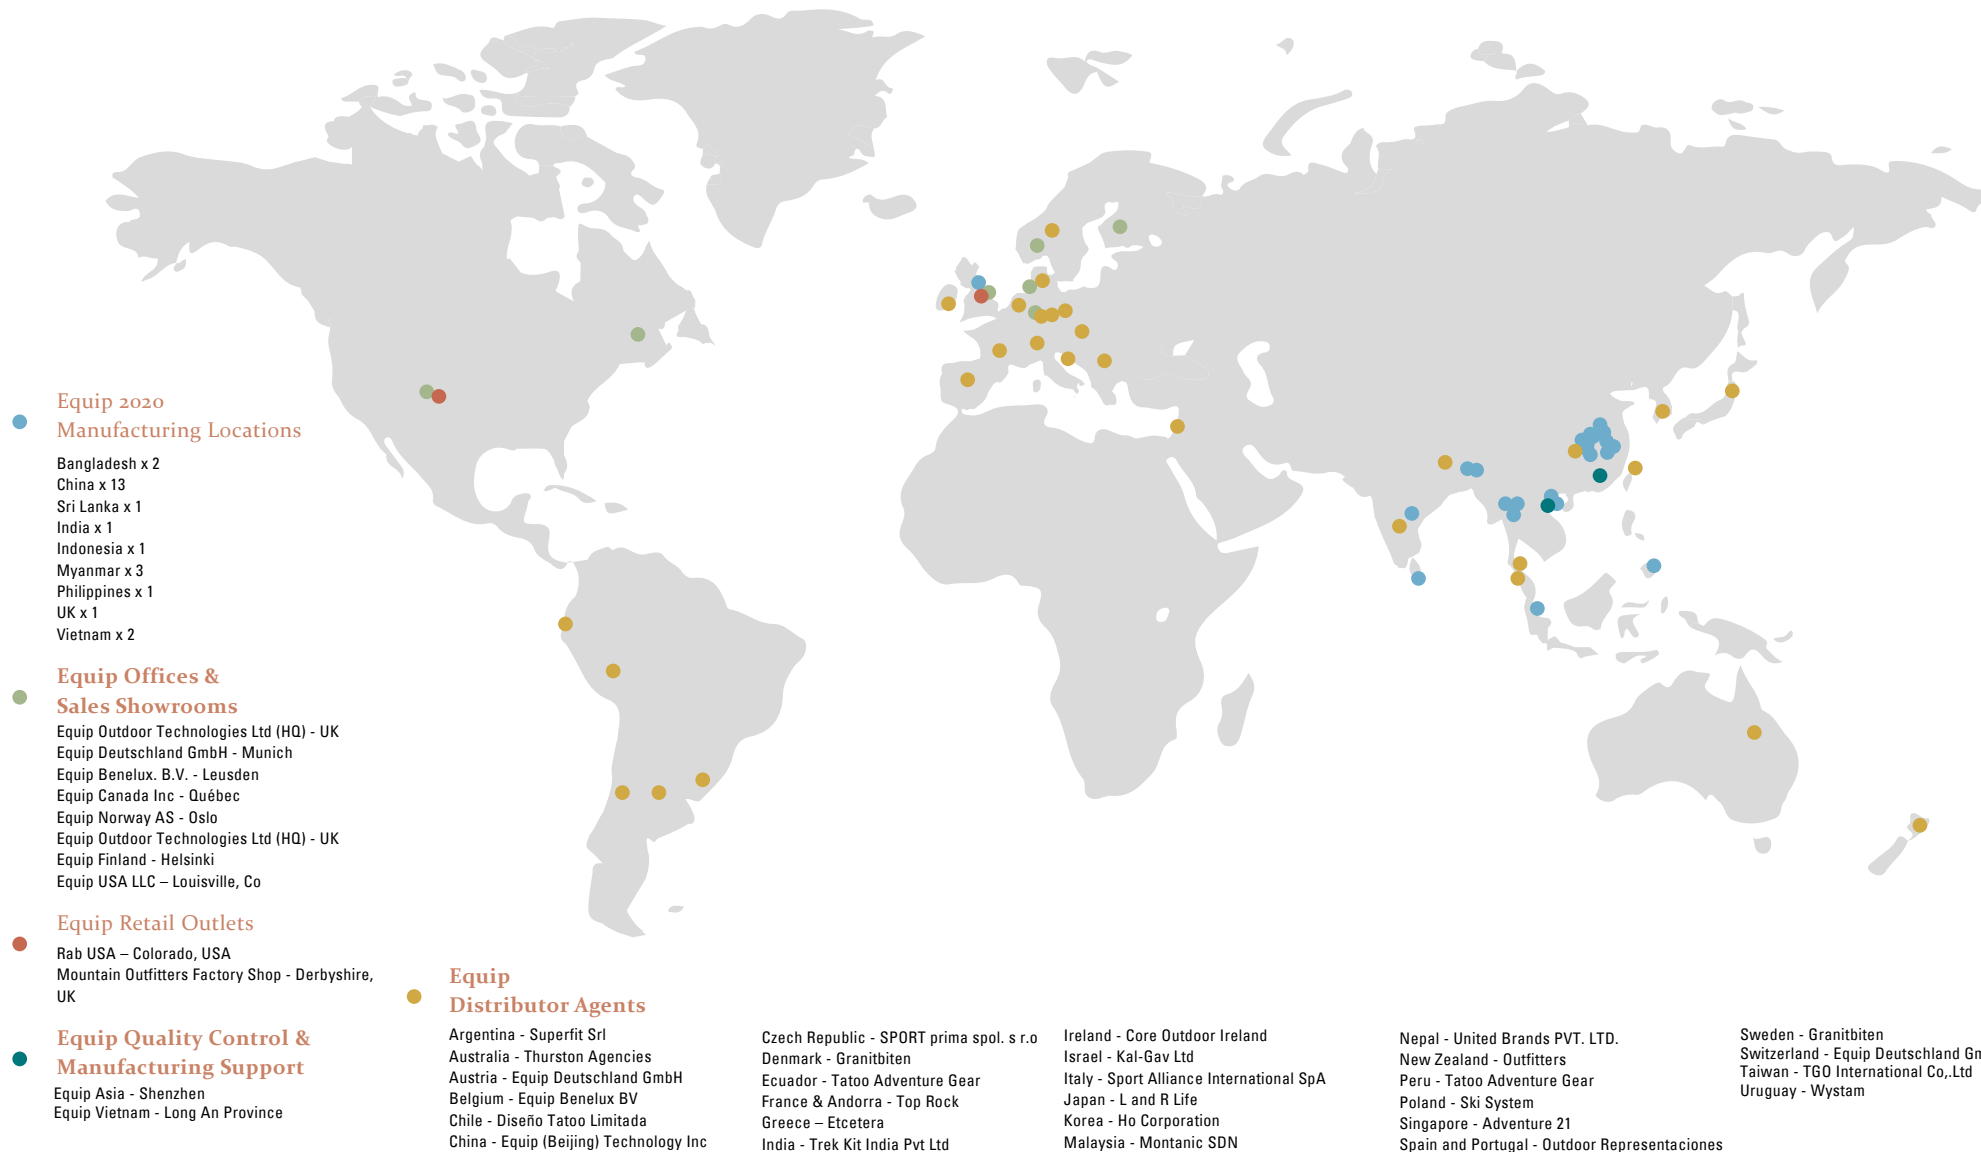 Equip 2020
Manufacturing Locations
Bangladesh x 2
China x 13
Sri Lanka x 1
India x 1
Indonesia x 1
Myanmar x 3
Philippines x 1
UK x 1
Vietnam x 2
Equip Offices &
Sales Showrooms
Equip Outdoor Technologies Ltd (HQ) - UK
Equip Deutschland GmbH - Munich
Equip Benelux. B.V. - Leusden
Equip Canada Inc - Québec
Equip Norway AS - Oslo
Equip Outdoor Technologies Ltd (HQ) - UK
Equip Finland - Helsinki
Equip USA LLC – Louisville, Co
Equip Retail Outlets
Rab USA – Colorado, USA
Mountain Outfitters Factory Shop - Derbyshire,
UK
Equip Quality Control &
Manufacturing Support
Equip Asia - Shenzhen
Equip Vietnam - Long An Province
Equip
Distributor Agents
Argentina - Superfit Srl
Australia - Thurston Agencies
Austria - Equip Deutschland GmbH
Belgium - Equip Benelux BV
Chile - Diseño Tatoo Limitada
China - Equip (Beijing) Technology Inc
Czech Republic - SPORT prima spol. s r.o
Denmark - Granitbiten
Ecuador - Tatoo Adventure Gear
France & Andorra - Top Rock
Greece – Etcetera
India - Trek Kit India Pvt Ltd
Ireland - Core Outdoor Ireland
Israel - Kal-Gav Ltd
Italy - Sport Alliance International SpA
Japan - L and R Life
Korea - Ho Corporation
Malaysia - Montanic SDN
Nepal - United Brands PVT. LTD.
New Zealand - Outfitters
Peru - Tatoo Adventure Gear
Poland - Ski System
Singapore - Adventure 21
Spain and Portugal - Outdoor Representaciones
Sweden - Granitbiten
Switzerland - Equip Deutschland
Taiwan - TGO International Co,.Ltd
Uruguay - Wystam